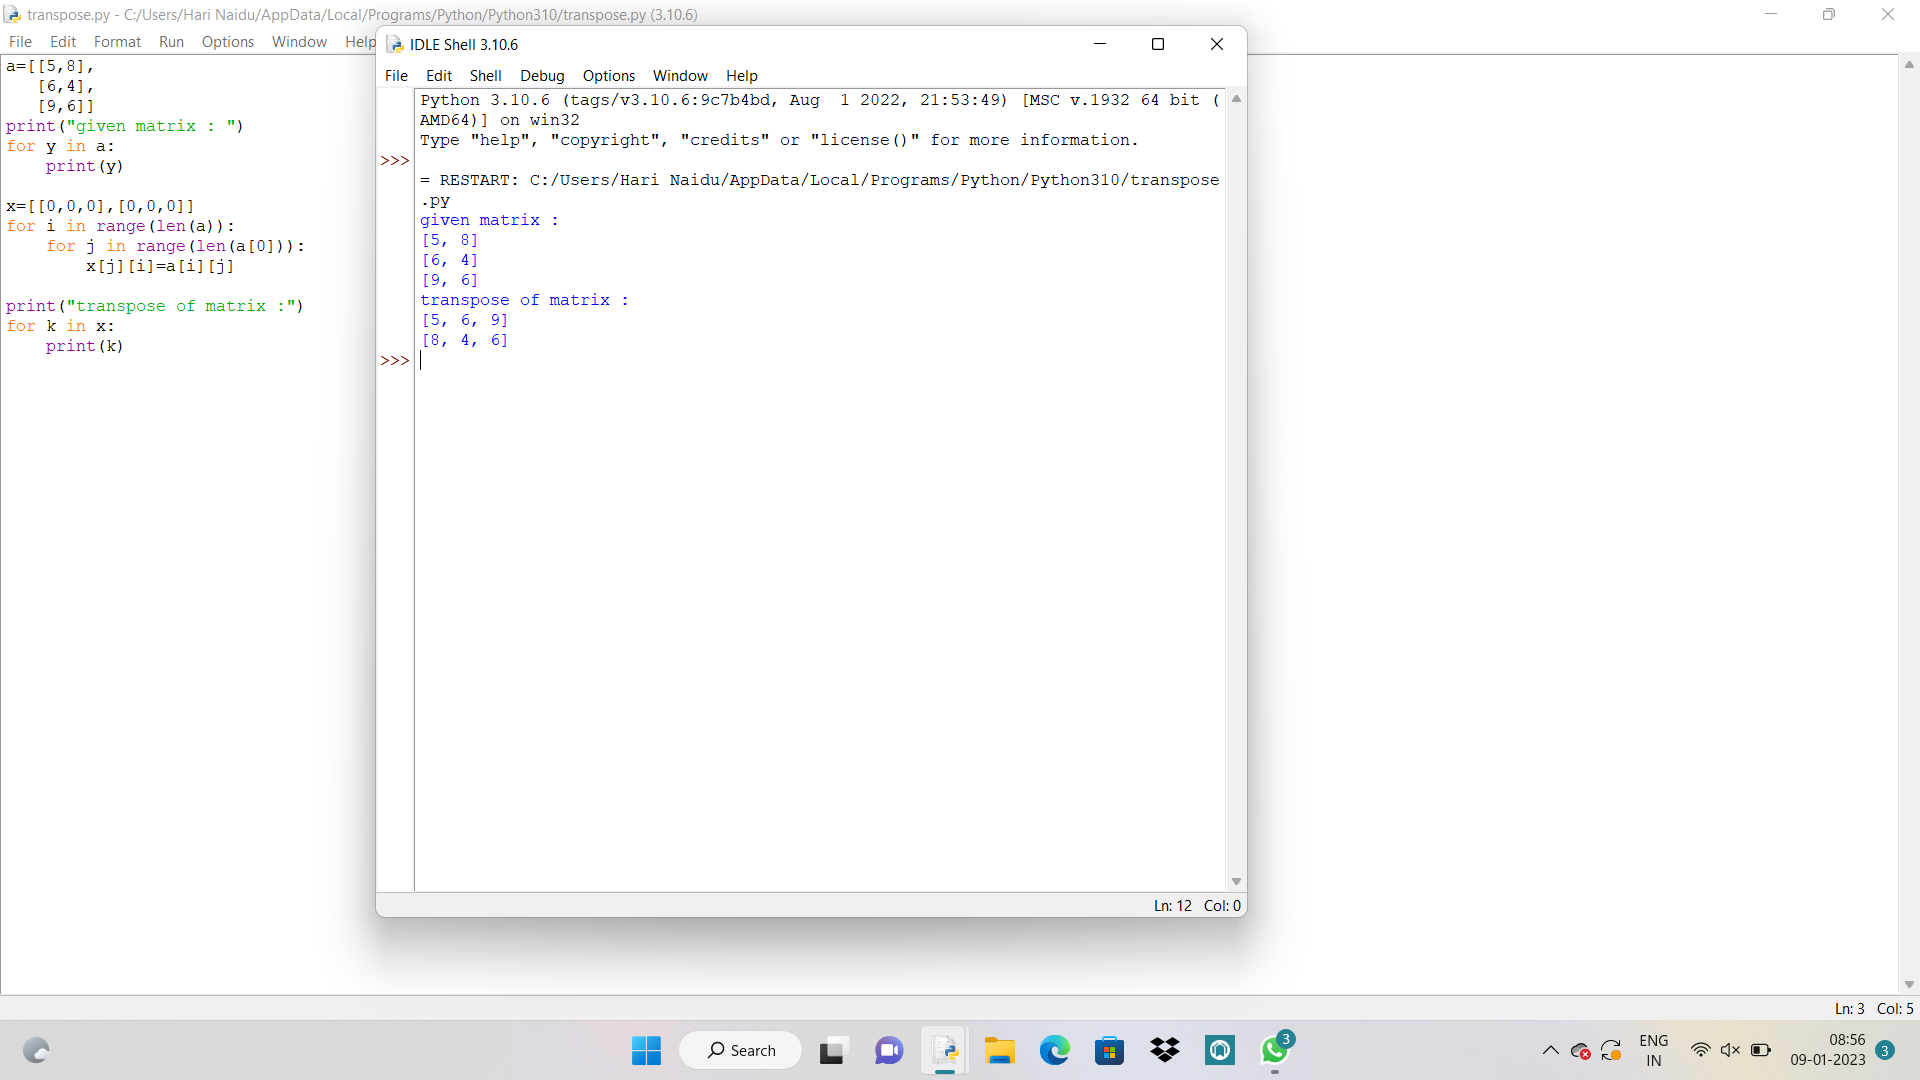 transpose.py - C:/Users/Hari Naidu/AppData/Local/Programs/Python/Python310/transpose.py (3.10.6)
File Edit Format Run Options Window Help
a=[[5,8],
   [6,4],
   [9,6]]
print("given matrix : ")
for y in a:
    print(y)
x=[[0,0,0],[0,0,0]]
for i in range(len(a)):
    for j in range(len(a[0])):
        x[j][i]=a[i][j]
print("transpose of matrix :")
for k in x:
    print(k)
IDLE Shell 3.10.6
File Edit Shell Debug Options Window Help
Python 3.10.6 (tags/v3.10.6:9c7b4bd, Aug  1 2022, 21:53:49) [MSC v.1932 64 bit (
AMD64)] on win32
Type "help", "copyright", "credits" or "license()" for more information.
>>>
= RESTART: C:/Users/Hari Naidu/AppData/Local/Programs/Python/Python310/transpose
.py
given matrix :
[5, 8]
[6, 4]
[9, 6]
transpose of matrix :
[5, 6, 9]
[8, 4, 6]
>>>
Ln: 12 Col: 0
Ln: 3 Col: 5
Search
3
ENG
IN
08:56
09-01-2023
3